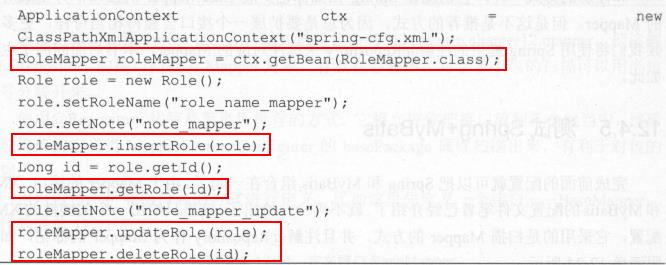 ApplicationContext ctx = new
ClassPathXmlApplicationContext("spring-cfg.xml");
RoleMapper roleMapper = ctx.getBean(RoleMapper.class);
Role role = new Role();
role.setRoleName("role_name_mapper");
role.setNote("note_mapper");
roleMapper.insertRole(role);
Long id = role.getId();
roleMapper.getRole(id);
role.setNote("note_mapper_update");
roleMapper.updateRole(role);
roleMapper.deleteRole(id);